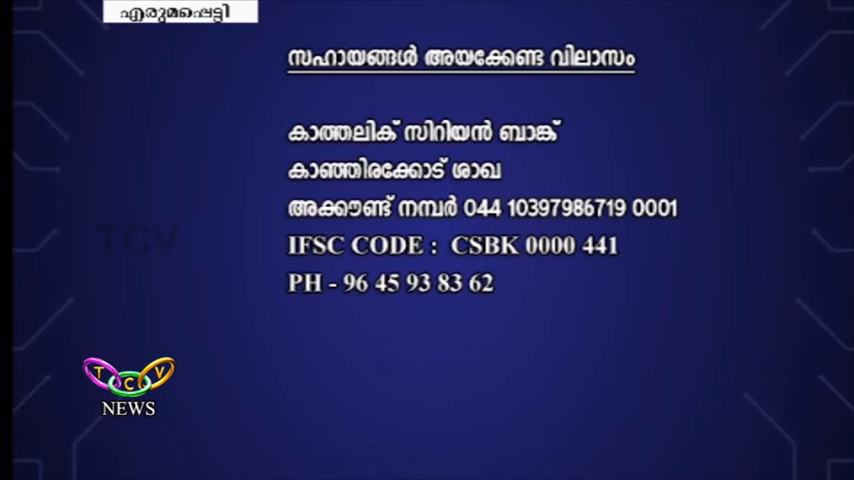 എരുമപ്പെട്ടി
സഹായങ്ങൾ അയക്കേണ്ട വിലാസം
കാത്തലിക് സിറിയൻ ബാങ്ക്
കാഞ്ഞിരക്കോട് ശാഖ
അക്കൗണ്ട് നമ്പർ 044 10397986719 0001
IFSC CODE : CSBK 0000 441
PH - 96 45 93 83 62
TCV
T C V
NEWS